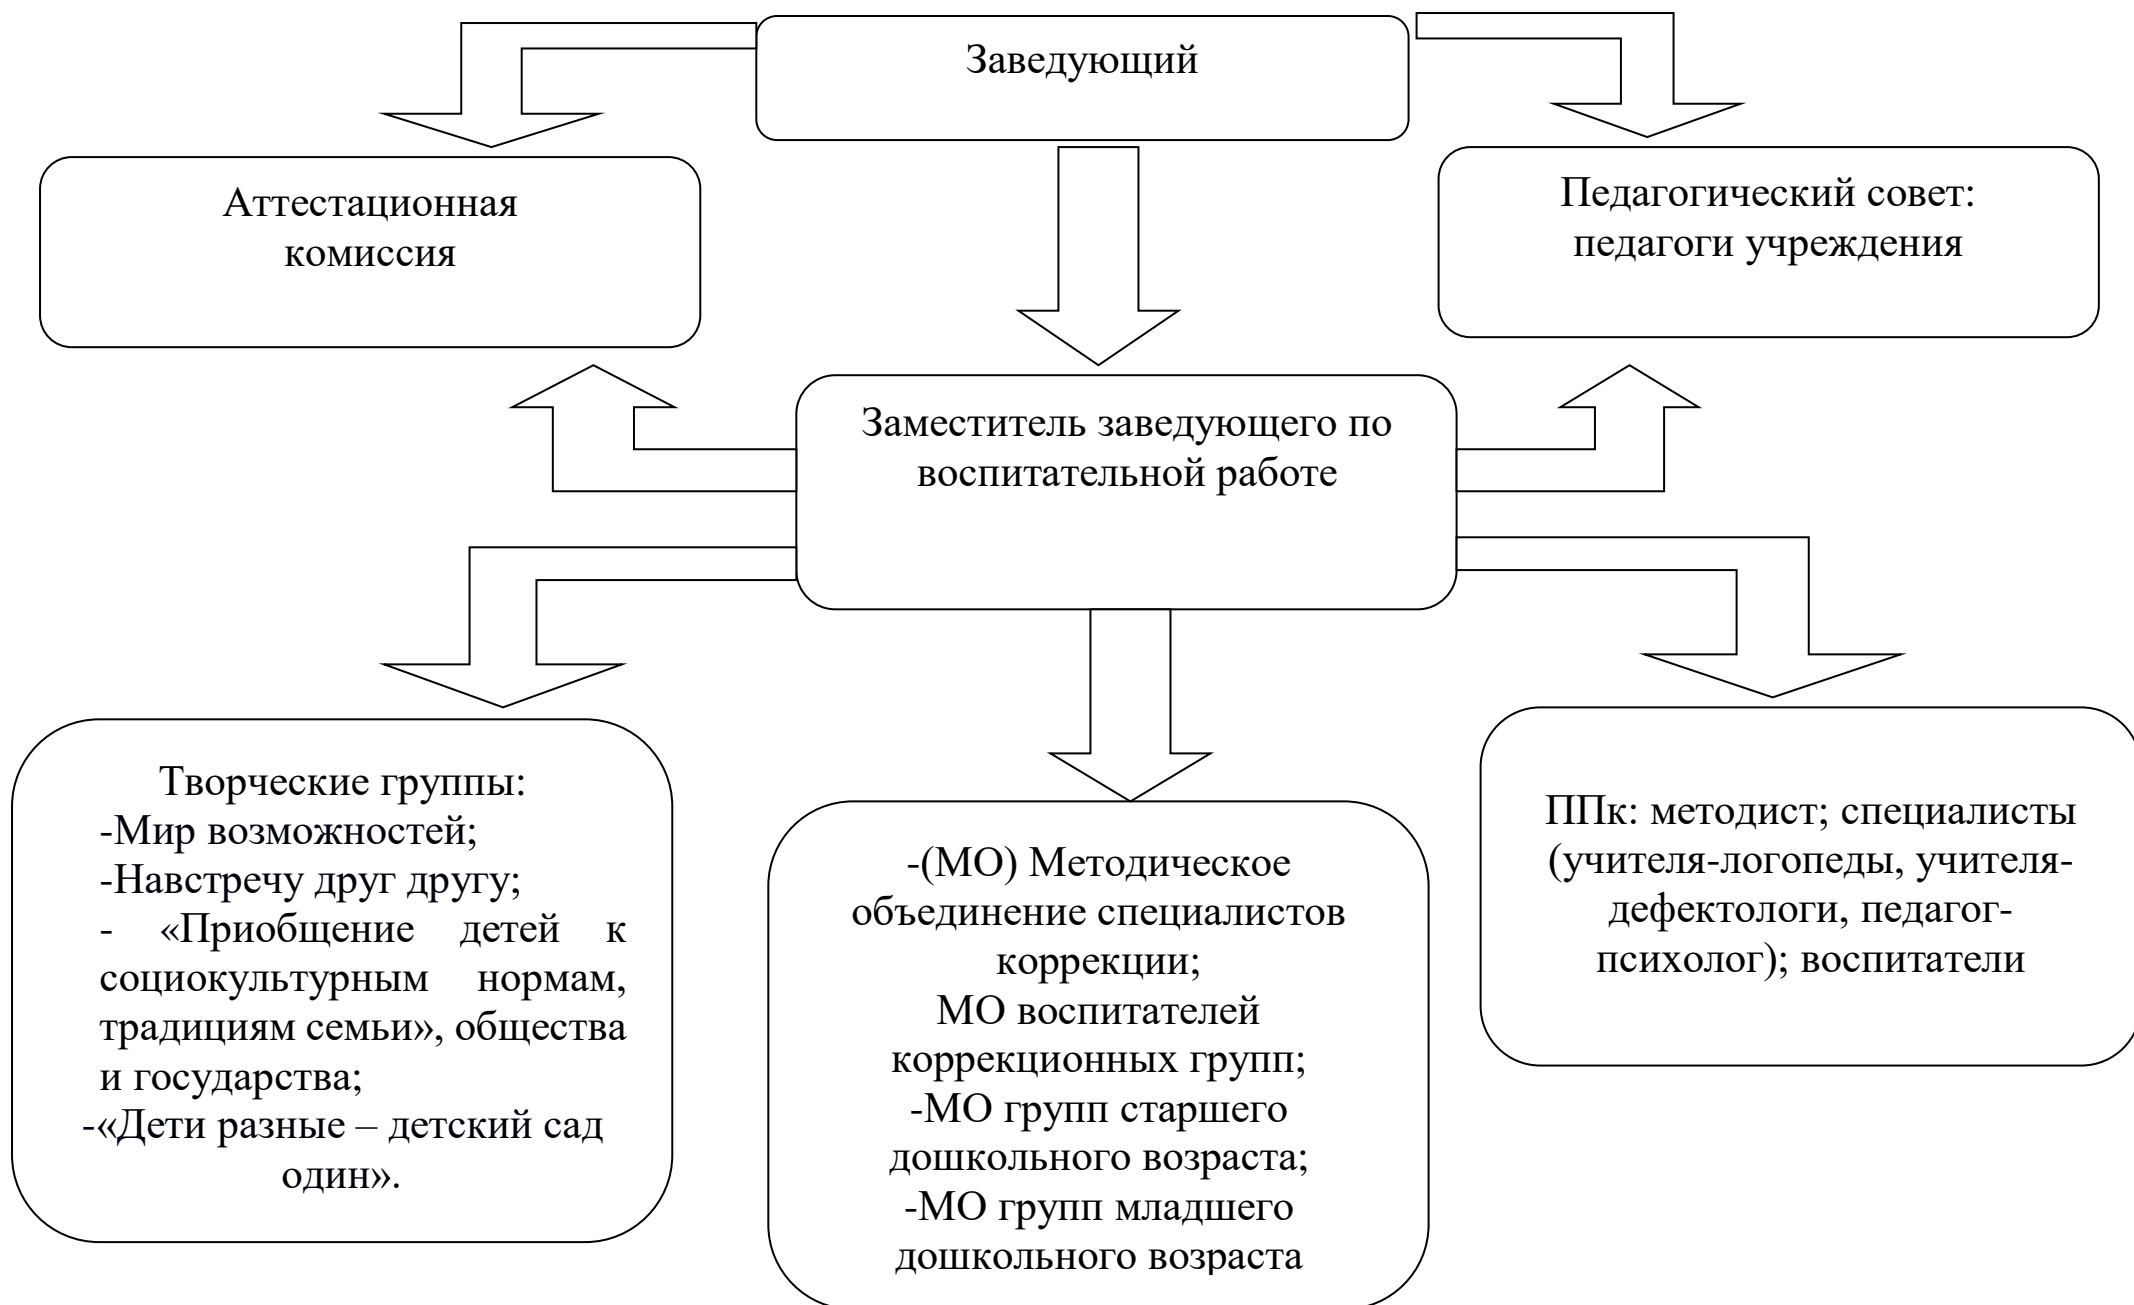 Заведующий
Аттестационная
комиссия
Педагогический совет:
педагоги учреждения
Заместитель заведующего по
воспитательной работе
Творческие группы:
-Мир возможностей;
-Навстречу друг другу;
- «Приобщение детей к
социокультурным нормам,
традициям семьи», общества
и государства;
-«Дети разные – детский сад
один».
-(МО) Методическое
объединение специалистов
коррекции;
МО воспитателей
коррекционных групп;
-МО групп старшего
дошкольного возраста;
-МО групп младшего
дошкольного возраста
ППк: методист; специалисты
(учителя-логопеды, учителя-
дефектологи, педагог-
психолог); воспитатели